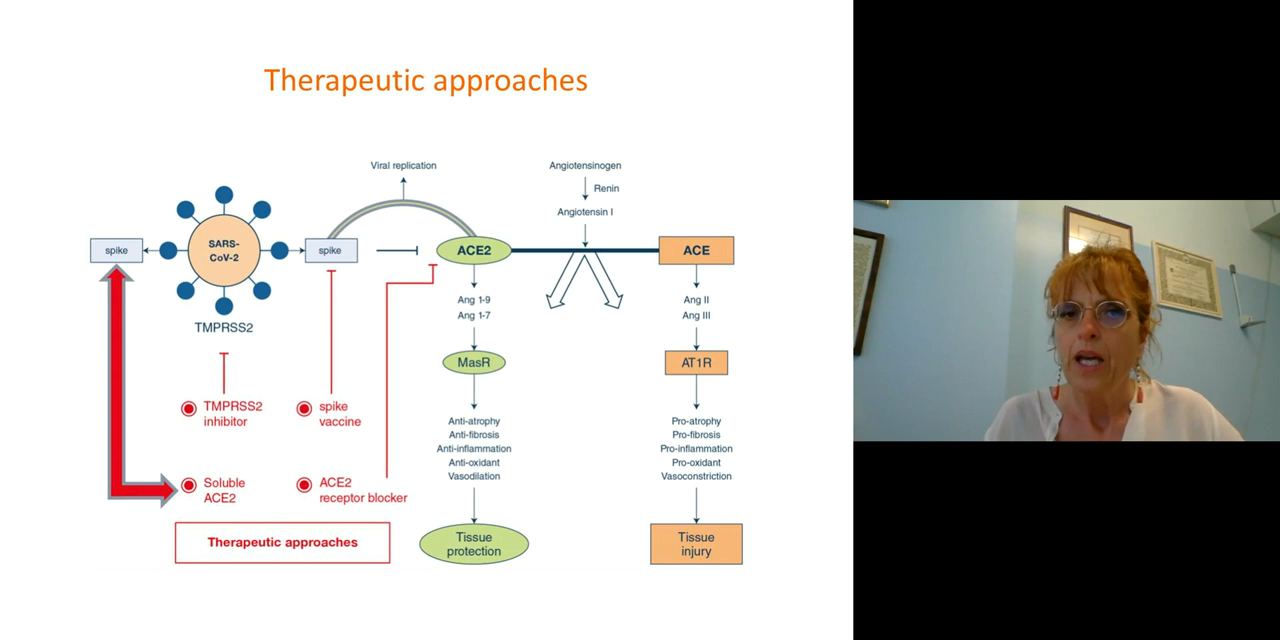 Therapeutic approaches
Viral replication
Angiotensinogen
Renin
Angiotensin I
spike
SARS-
CoV-2
spike
ACE2
ACE
TMPRSS2
Ang 1-9
Ang 1-7
Ang II
Ang III
MasR
AT1R
TMPRSS2
inhibitor
spike
vaccine
Anti-atrophy
Anti-fibrosis
Anti-inflammation
Anti-oxidant
Vasodilation
Pro-atrophy
Pro-fibrosis
Pro-inflammation
Pro-oxidant
Vasoconstriction
Soluble
ACE2
ACE2
receptor blocker
Therapeutic approaches
Tissue
protection
Tissue
injury